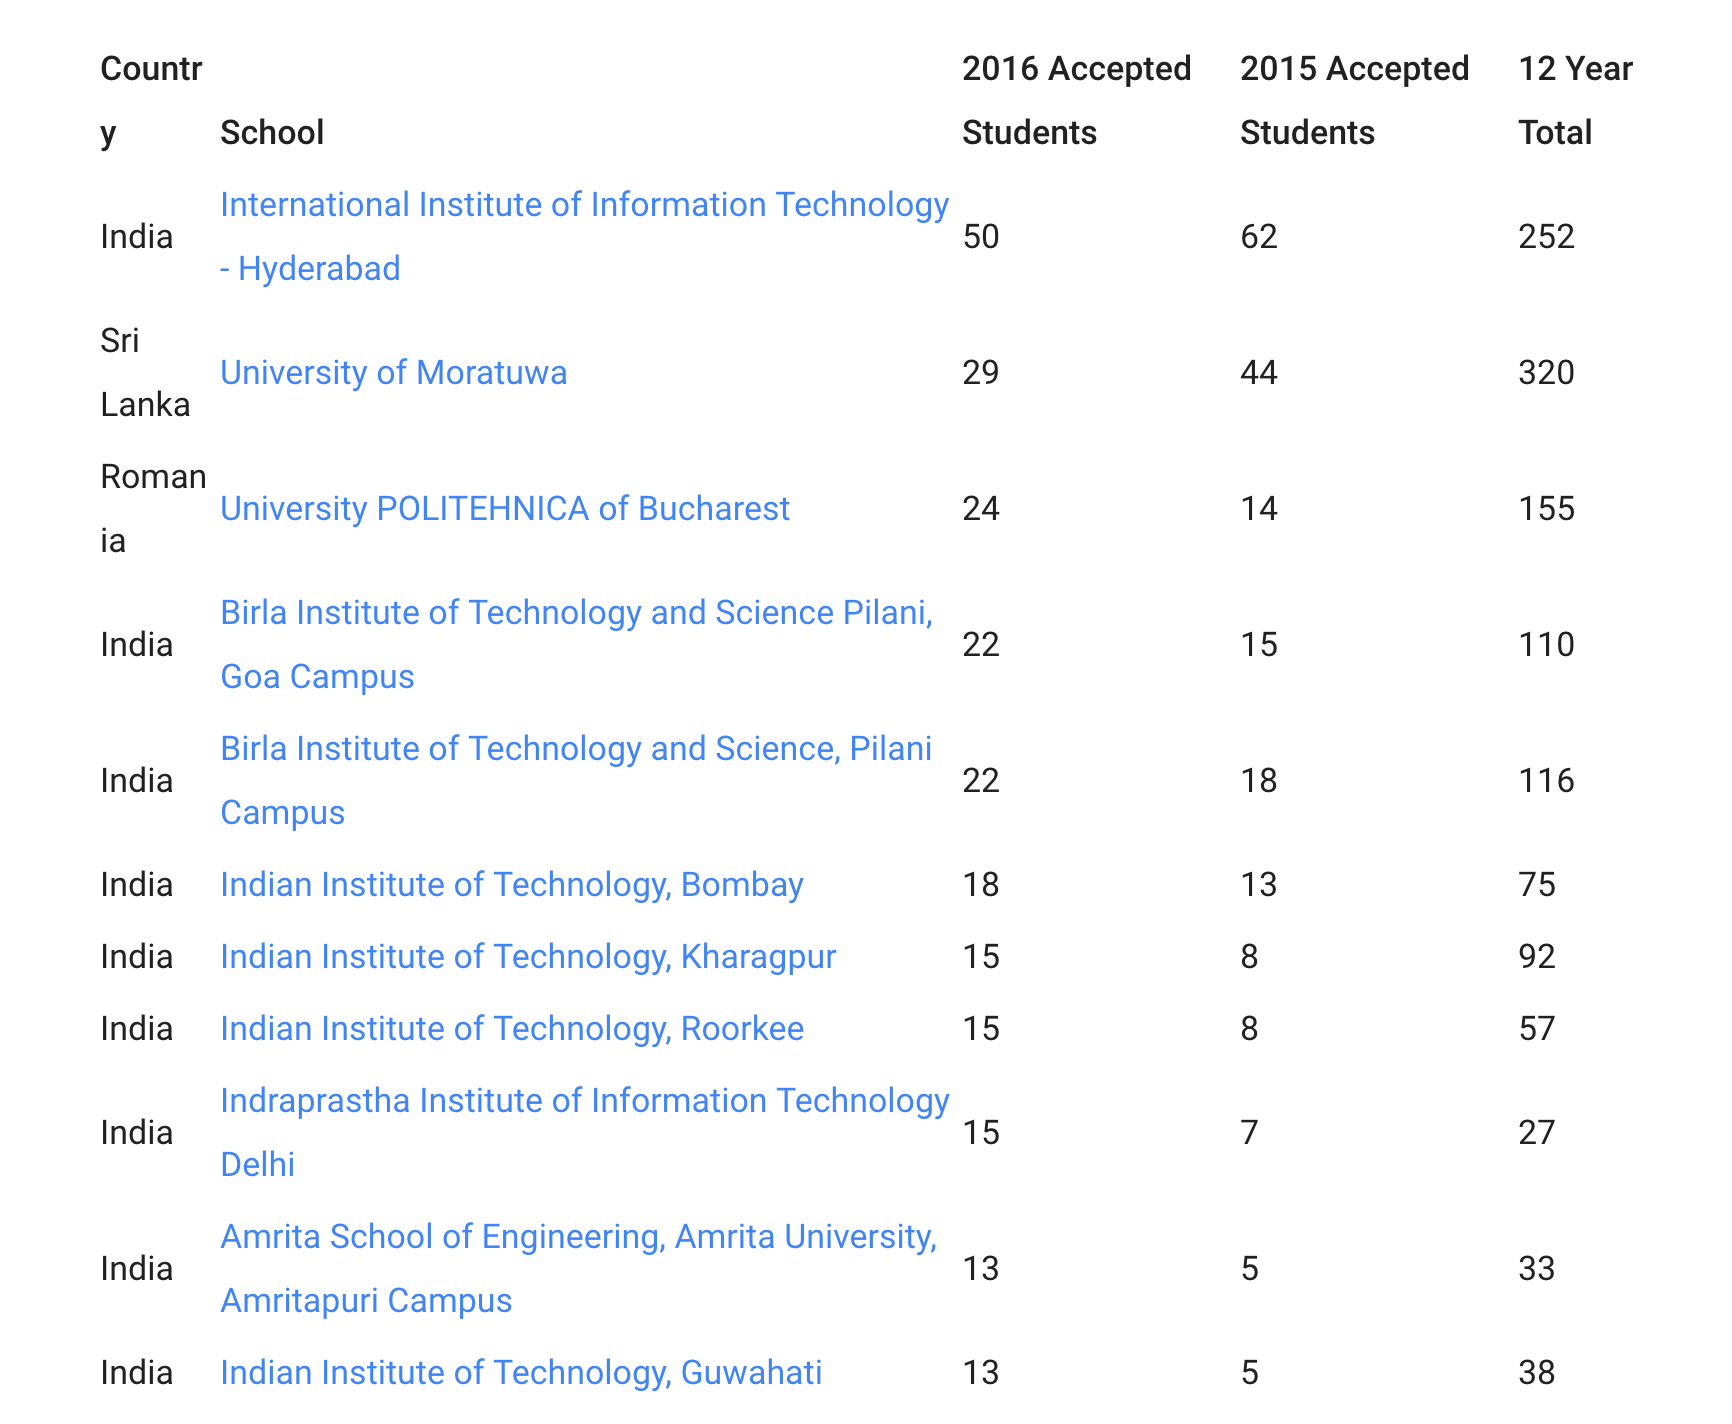 Countr
y School 2016 Accepted Students 2015 Accepted Students 12 Year Total
India International Institute of Information Technology
- Hyderabad 50 62 252
Sri
Lanka University of Moratuwa 29 44 320
Roman
ia University POLITEHNICA of Bucharest 24 14 155
India Birla Institute of Technology and Science Pilani,
Goa Campus 22 15 110
India Birla Institute of Technology and Science, Pilani
Campus 22 18 116
India Indian Institute of Technology, Bombay 18 13 75
India Indian Institute of Technology, Kharagpur 15 8 92
India Indian Institute of Technology, Roorkee 15 8 57
India Indraprastha Institute of Information Technology
Delhi 15 7 27
India Amrita School of Engineering, Amrita University,
Amritapuri Campus 13 5 33
India Indian Institute of Technology, Guwahati 13 5 38